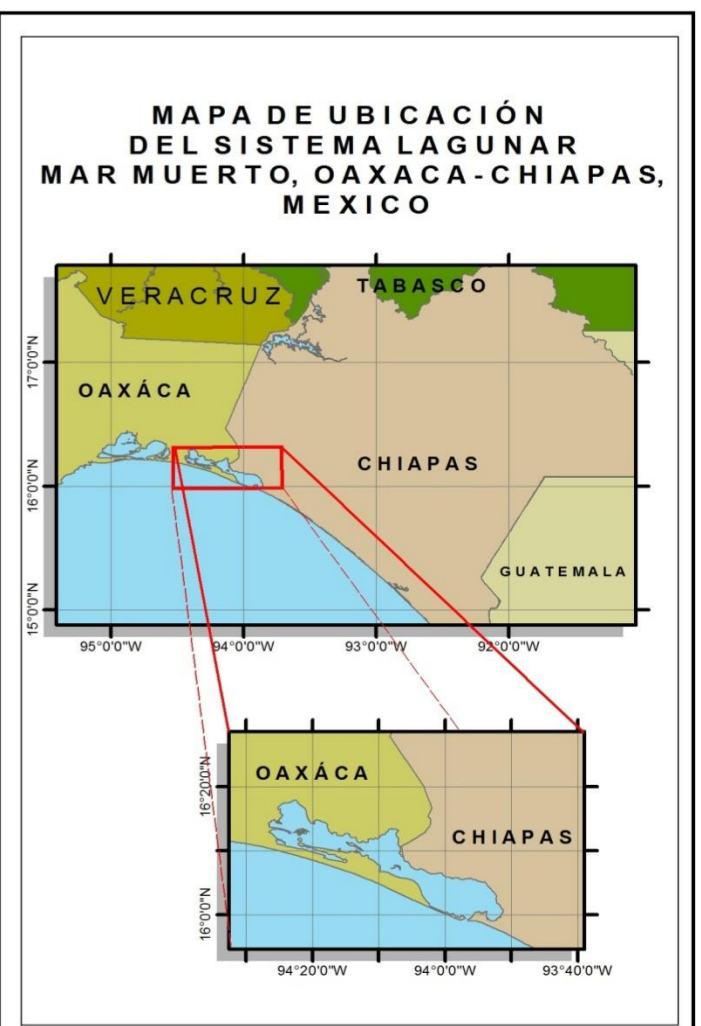 MAPA DE UBICACIÓN
DEL SISTEMA LAGUNAR
MAR MUERTO, OAXACA-CHIAPAS,
MEXICO
VERACRUZ
TABASCO
OAXÁCA
CHIAPAS
GUATEMALA
17°0'0"N
16°0'0"N
15°0'0"N
95°0'0"W
94°0'0"W
93°0'0"W
92°0'0"W
OAXÁCA
CHIAPAS
16°20'0"N
16°0'0"N
94°20'0"W
94°0'0"W
93°40'0"W